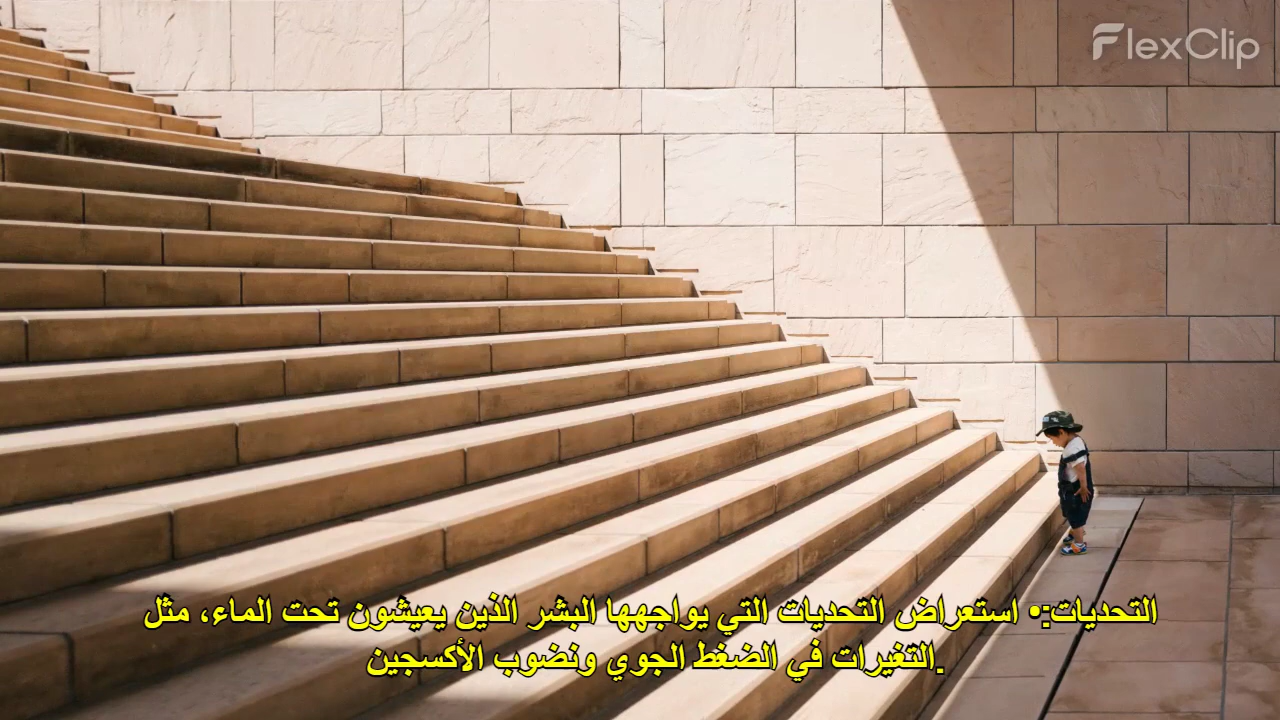 FlexClip
التحديات:• استعراض التحديات التي يواجهها البشر الذين يعيشون تحت الماء، مثل
التغيرات في الضغط الجوي ونضوب الأكسجين.